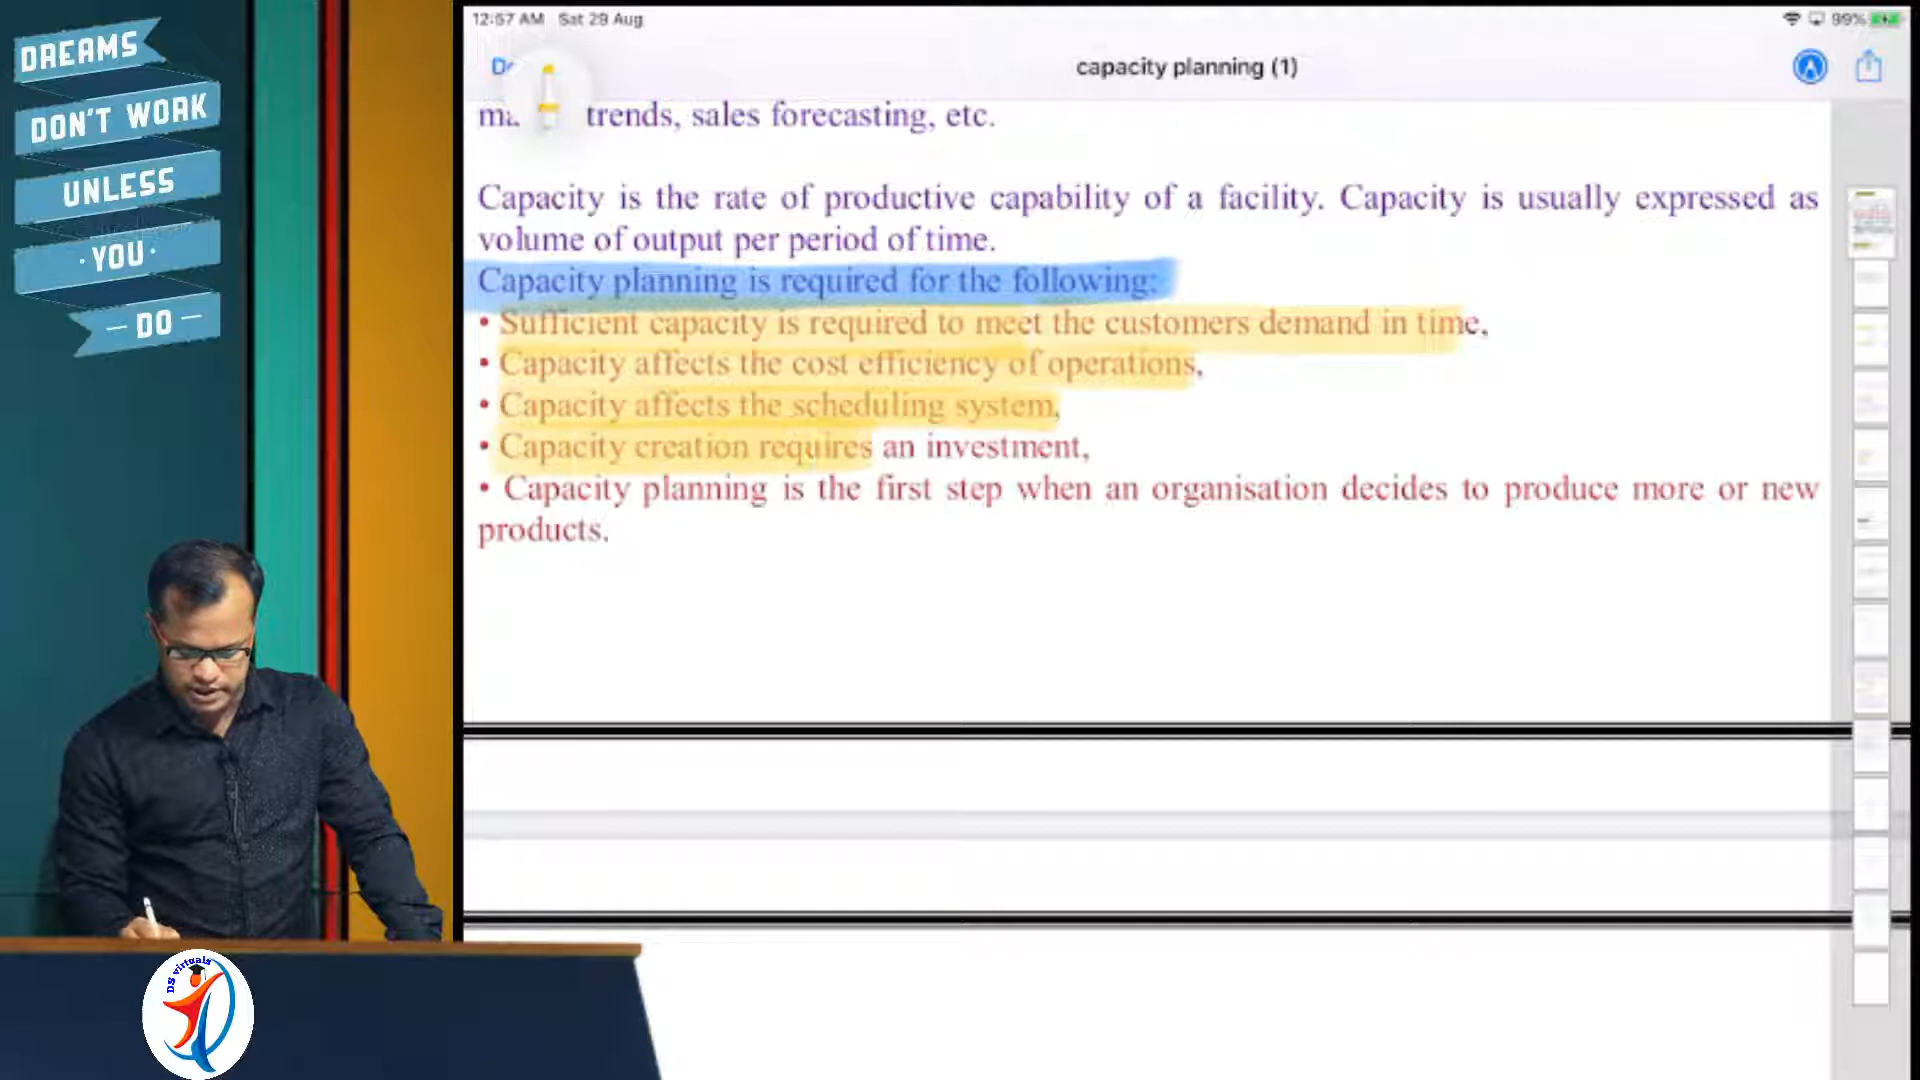 DREAMS
DON'T WORK
UNLESS
· YOU ·
— DO —
12:57 AM Sat 29 Aug
99%
capacity planning (1)
trends, sales forecasting, etc.
Capacity is the rate of productive capability of a facility. Capacity is usually expressed as
volume of output per period of time.
Capacity planning is required for the following:
• Sufficient capacity is required to meet the customers demand in time,
• Capacity affects the cost efficiency of operations,
• Capacity affects the scheduling system,
• Capacity creation requires an investment,
• Capacity planning is the first step when an organisation decides to produce more or new
products.
DS virtuals